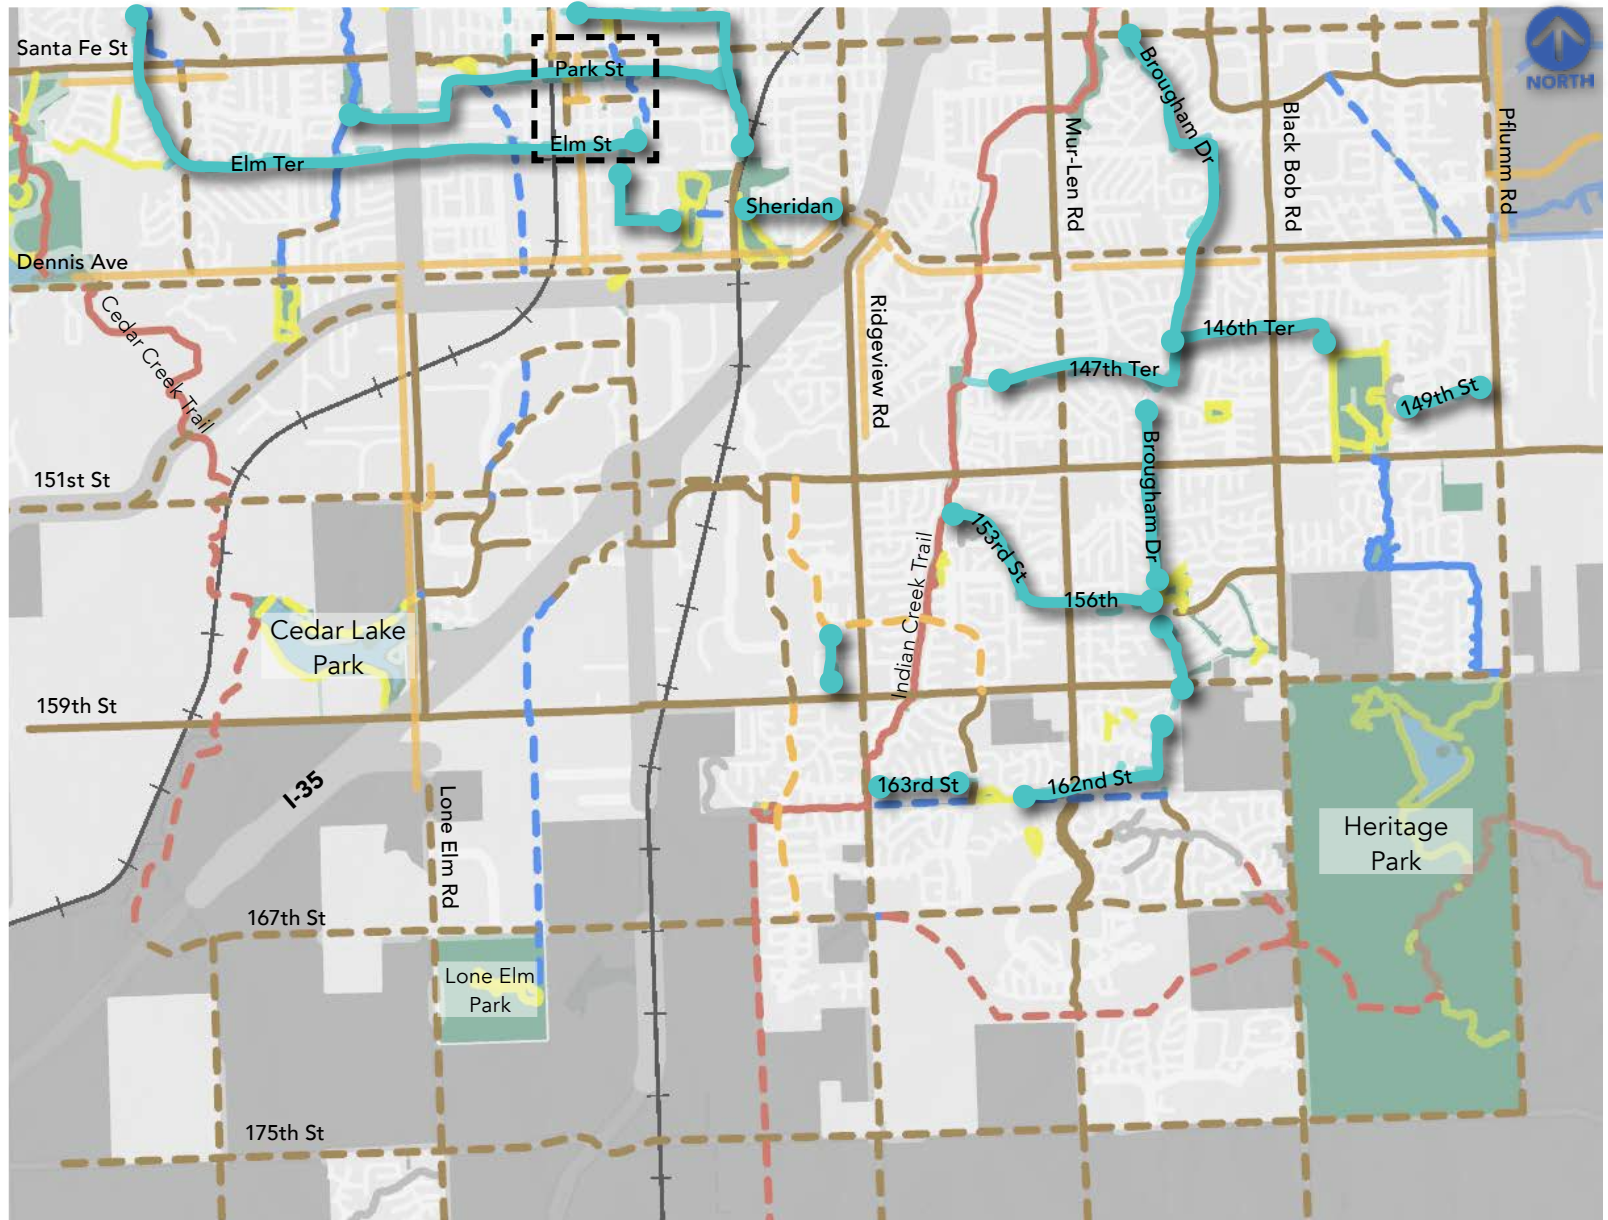 Santa Fe St
Park St
Brougham Dr
NORTH
Elm St
Elm Ter
Mur-Len Rd
Black Bob Rd
Pflumm Rd
Sheridan
Dennis Ave
Cedar Creek Trail
Ridgeview Rd
146th Ter
147th Ter
149th St
151st St
Brougham Dr
153rd St
156th
Indian Creek Trail
Cedar Lake
Park
159th St
I-35
163rd St
162nd St
Lone Elm Rd
Heritage
Park
167th St
Lone Elm
Park
175th St